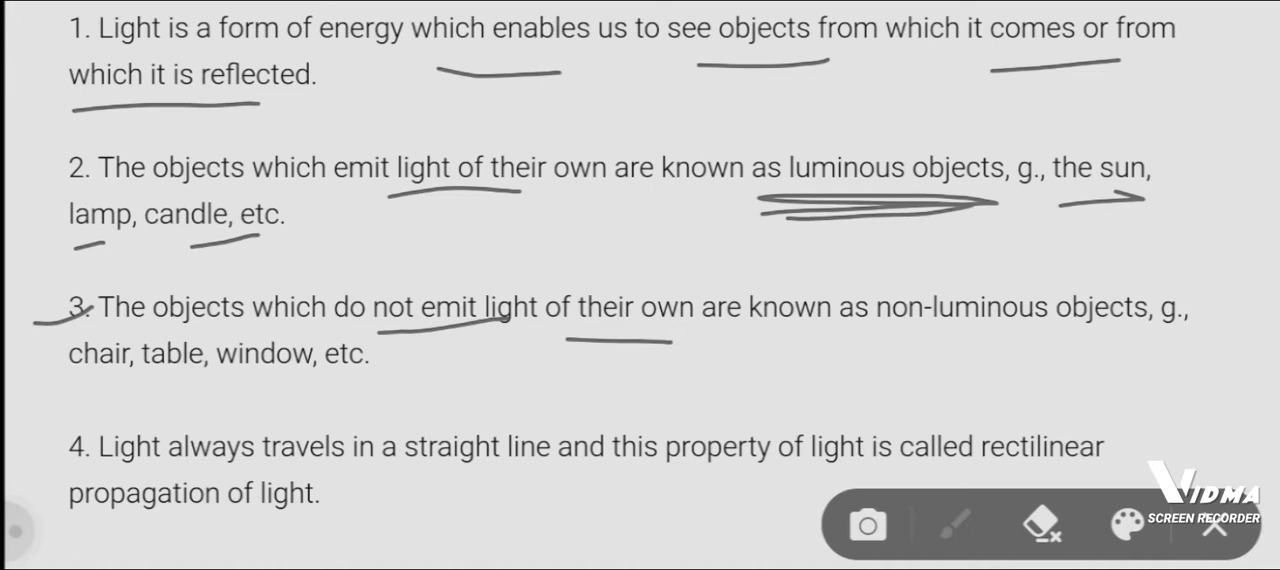 1. Light is a form of energy which enables us to see objects from which it comes or from
which it is reflected.
2. The objects which emit light of their own are known as luminous objects, g., the sun,
lamp, candle, etc.
3. The objects which do not emit light of their own are known as non-luminous objects, g.,
chair, table, window, etc.
4. Light always travels in a straight line and this property of light is called rectilinear
propagation of light.
VIDMA
SCREEN RECORDER